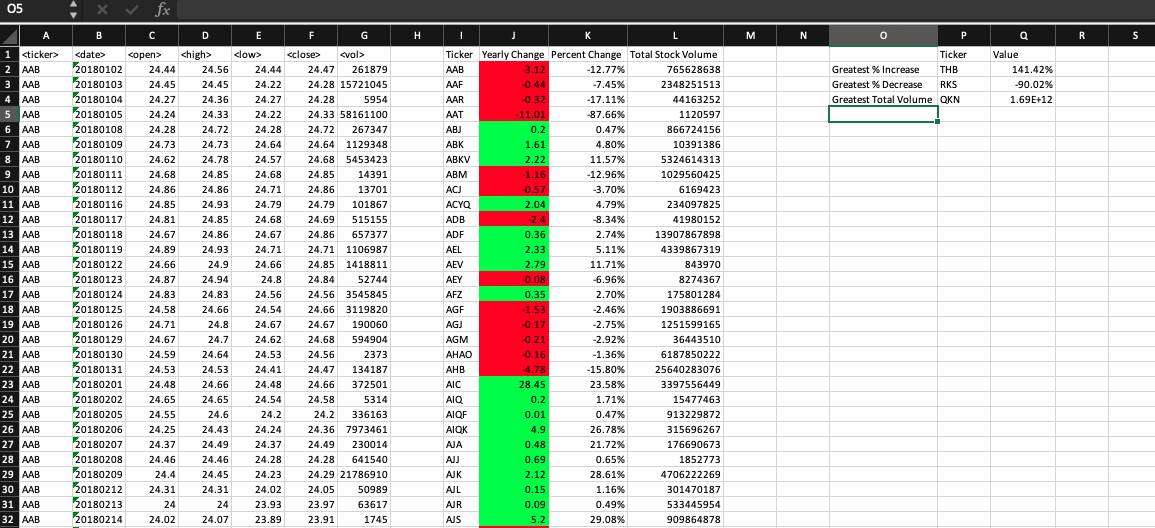 O5 fx
A B C D E F G H I J K L M N O P Q R S
1 <ticker> <date> <open> <high> <low> <close> <vol> Ticker Yearly Change Percent Change Total Stock Volume Ticker Value
2 AAB 20180102 24.44 24.56 24.44 24.47 261879 AAB -3.12 -12.77% 765628638 Greatest % Increase THB 141.42%
3 AAB 20180103 24.45 24.45 24.22 24.28 15721045 AAF -0.44 -7.45% 2348251513 Greatest % Decrease RKS -90.02%
4 AAB 20180104 24.27 24.36 24.27 24.28 5954 AAR -0.32 -17.11% 44163252 Greatest Total Volume QKN 1.69E+12
5 AAB 20180105 24.24 24.33 24.22 24.33 58161100 AAT -11.01 -87.66% 1120597
6 AAB 20180108 24.28 24.72 24.28 24.72 267347 ABJ 0.2 0.47% 866724156
7 AAB 20180109 24.73 24.73 24.64 24.64 1129348 ABK 1.61 4.80% 10391386
8 AAB 20180110 24.62 24.78 24.57 24.68 5453423 ABKV 2.22 11.57% 5324614313
9 AAB 20180111 24.68 24.85 24.68 24.85 14391 ABM -1.16 -12.96% 1029560425
10 AAB 20180112 24.86 24.86 24.71 24.86 13701 ACJ -0.57 -3.70% 6169423
11 AAB 20180116 24.85 24.93 24.79 24.79 101867 ACYQ 2.04 4.79% 234097825
12 AAB 20180117 24.81 24.85 24.68 24.69 515155 ADB -2.4 -8.34% 41980152
13 AAB 20180118 24.67 24.86 24.67 24.86 657377 ADF 0.36 2.74% 13907867898
14 AAB 20180119 24.89 24.93 24.71 24.71 1106987 AEL 2.33 5.11% 4339867319
15 AAB 20180122 24.66 24.9 24.66 24.85 1418811 AEV 2.79 11.71% 843970
16 AAB 20180123 24.87 24.94 24.8 24.84 52744 AEY -0.08 -6.96% 8274367
17 AAB 20180124 24.83 24.83 24.56 24.56 3545845 AFZ 0.35 2.70% 175801284
18 AAB 20180125 24.58 24.66 24.54 24.66 3119820 AGF -1.53 -2.46% 1903886691
19 AAB 20180126 24.71 24.8 24.67 24.67 190060 AGJ -0.17 -2.75% 1251599165
20 AAB 20180129 24.67 24.7 24.62 24.68 594904 AGM -0.21 -2.92% 36443510
21 AAB 20180130 24.59 24.64 24.53 24.56 2373 AHAO -0.16 -1.36% 6187850222
22 AAB 20180131 24.53 24.53 24.41 24.47 134187 AHB -4.78 -15.80% 25640283076
23 AAB 20180201 24.48 24.66 24.48 24.66 372501 AIC 28.45 23.58% 3397556449
24 AAB 20180202 24.65 24.65 24.54 24.58 5314 AIQ 0.2 1.71% 15477463
25 AAB 20180205 24.55 24.6 24.2 24.2 336163 AIQF 0.01 0.47% 913229872
26 AAB 20180206 24.25 24.43 24.24 24.36 7973461 AIQK 4.9 26.78% 315696267
27 AAB 20180207 24.37 24.49 24.37 24.49 230014 AJA 0.48 21.72% 176690673
28 AAB 20180208 24.46 24.46 24.28 24.28 641540 AJJ 0.69 0.65% 1852773
29 AAB 20180209 24.4 24.45 24.23 24.29 21786910 AJK 2.12 28.61% 4706222269
30 AAB 20180212 24.31 24.31 24.02 24.05 50989 AJL 0.15 1.16% 301470187
31 AAB 20180213 24 24 23.93 23.97 63617 AJR 0.09 0.49% 533445954
32 AAB 20180214 24.02 24.07 23.89 23.91 1745 AJS 5.2 29.08% 909864878